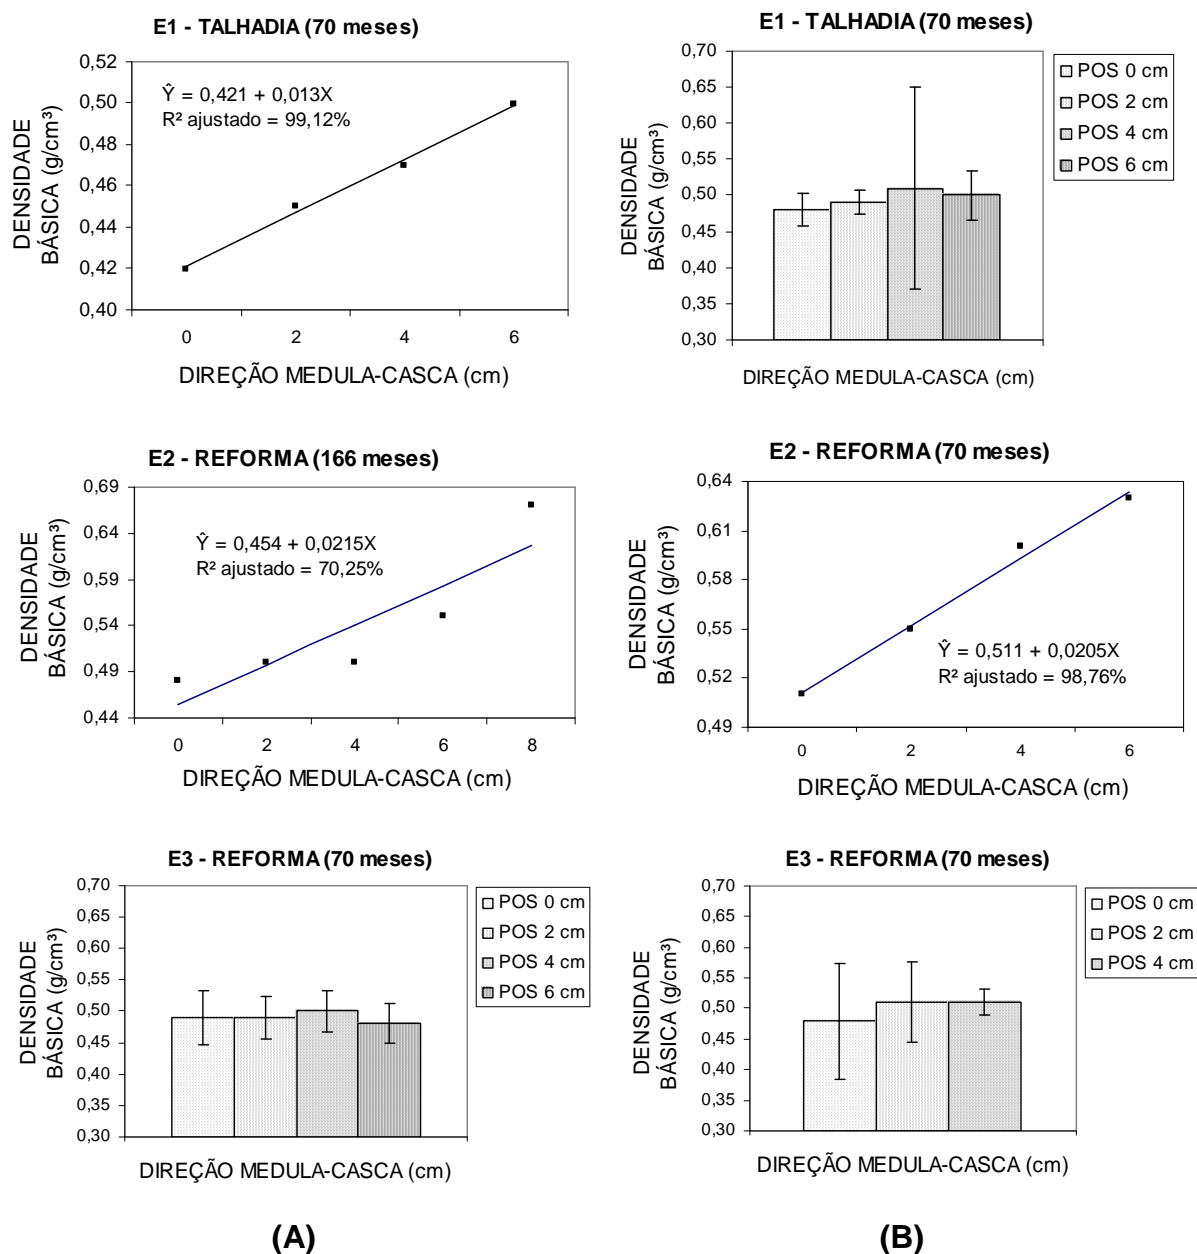 E1 - TALHADIA (70 meses)
DENSIDADE
BÁSICA (g/cm³)
0,52
0,50
0,48
0,46
0,44
0,42
0,40
Ŷ = 0,421 + 0,013X
R² ajustado = 99,12%
0 2 4 6
DIREÇÃO MEDULA-CASCA (cm)
E1 - TALHADIA (70 meses)
DENSIDADE
BÁSICA (g/cm³)
0,70
0,65
0,60
0,55
0,50
0,45
0,40
0,35
0,30
POS 0 cm
POS 2 cm
POS 4 cm
POS 6 cm
DIREÇÃO MEDULA-CASCA (cm)
E2 - REFORMA (166 meses)
DENSIDADE
BÁSICA (g/cm³)
0,69
0,64
0,59
0,54
0,49
0,44
Ŷ = 0,454 + 0,0215X
R² ajustado = 70,25%
0 2 4 6 8
DIREÇÃO MEDULA-CASCA (cm)
E2 - REFORMA (70 meses)
DENSIDADE
BÁSICA (g/cm³)
0,64
0,61
0,58
0,55
0,52
0,49
Ŷ = 0,511 + 0,0205X
R² ajustado = 98,76%
0 2 4 6
DIREÇÃO MEDULA-CASCA (cm)
E3 - REFORMA (70 meses)
DENSIDADE
BÁSICA (g/cm³)
0,70
0,65
0,60
0,55
0,50
0,45
0,40
0,35
0,30
POS 0 cm
POS 2 cm
POS 4 cm
POS 6 cm
DIREÇÃO MEDULA-CASCA (cm)
E3 - REFORMA (70 meses)
DENSIDADE
BÁSICA (g/cm³)
0,70
0,65
0,60
0,55
0,50
0,45
0,40
0,35
0,30
POS 0 cm
POS 2 cm
POS 4 cm
DIREÇÃO MEDULA-CASCA (cm)
(A)
(B)